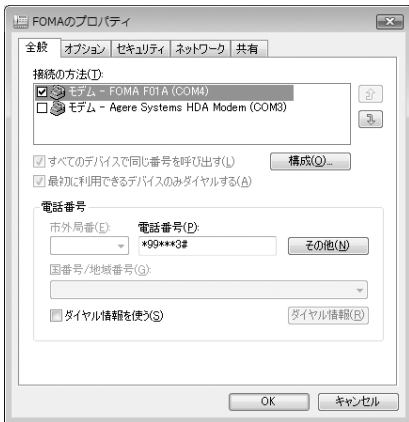 FOMAのプロパティ
全般 オプション セキュリティ ネットワーク 共有
接続の方法(T):
モデム - FOMA F01A (COM4)
モデム - Agere Systems HDA Modem (COM3)
すべてのデバイスで同じ番号を呼び出す(L) 構成(O)...
最初に利用できるデバイスのみダイヤルする(A)
電話番号
市外局番(E): 電話番号(P):
*99***3# その他(N)
国番号/地域番号(G):
ダイヤル情報を使う(S) ダイヤル情報(R)
OK キャンセル